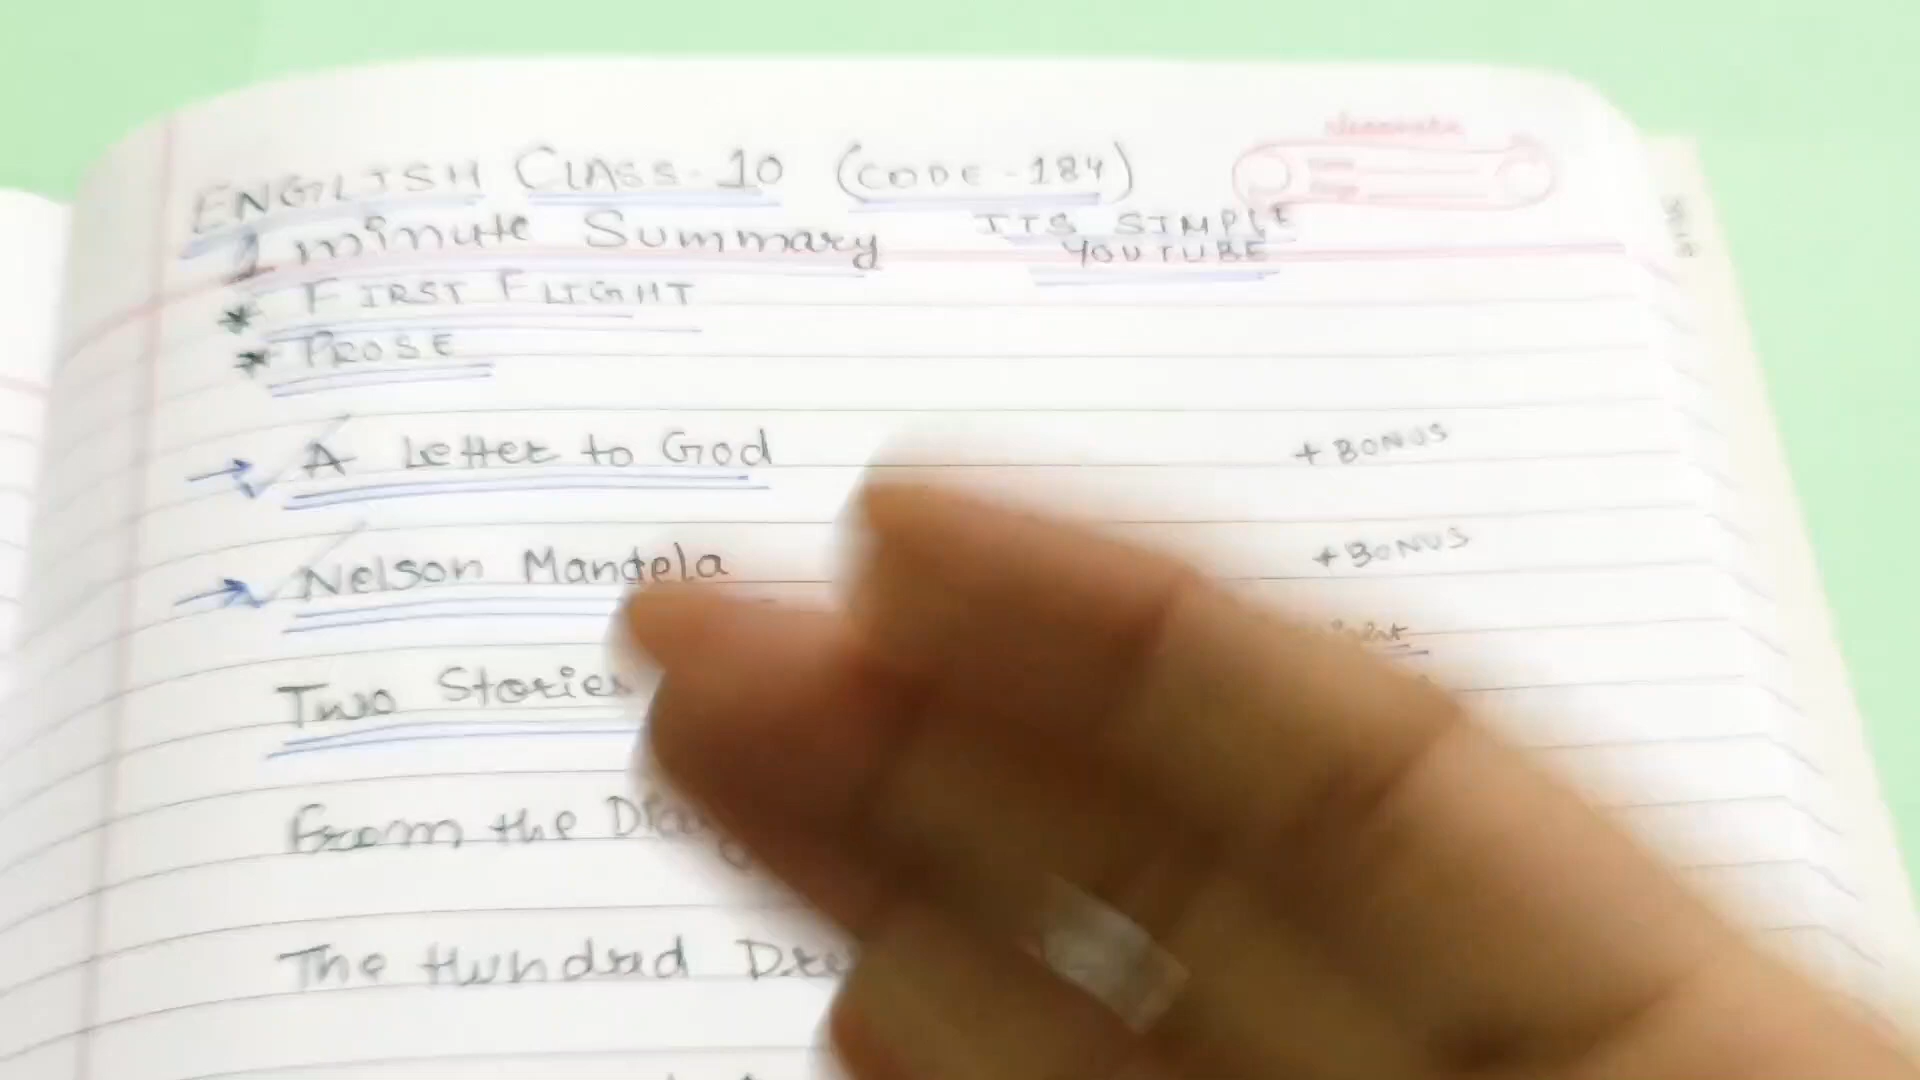 ENGLISH CLASS-10 (CODE-184)
1 minute Summary ITS SIMPLE
YOUTUBE
* FIRST FLIGHT
* PROSE
→ A Letter to God + BONUS
→ Nelson Mandela + BONUS
Two Stories
From the
The Hundred